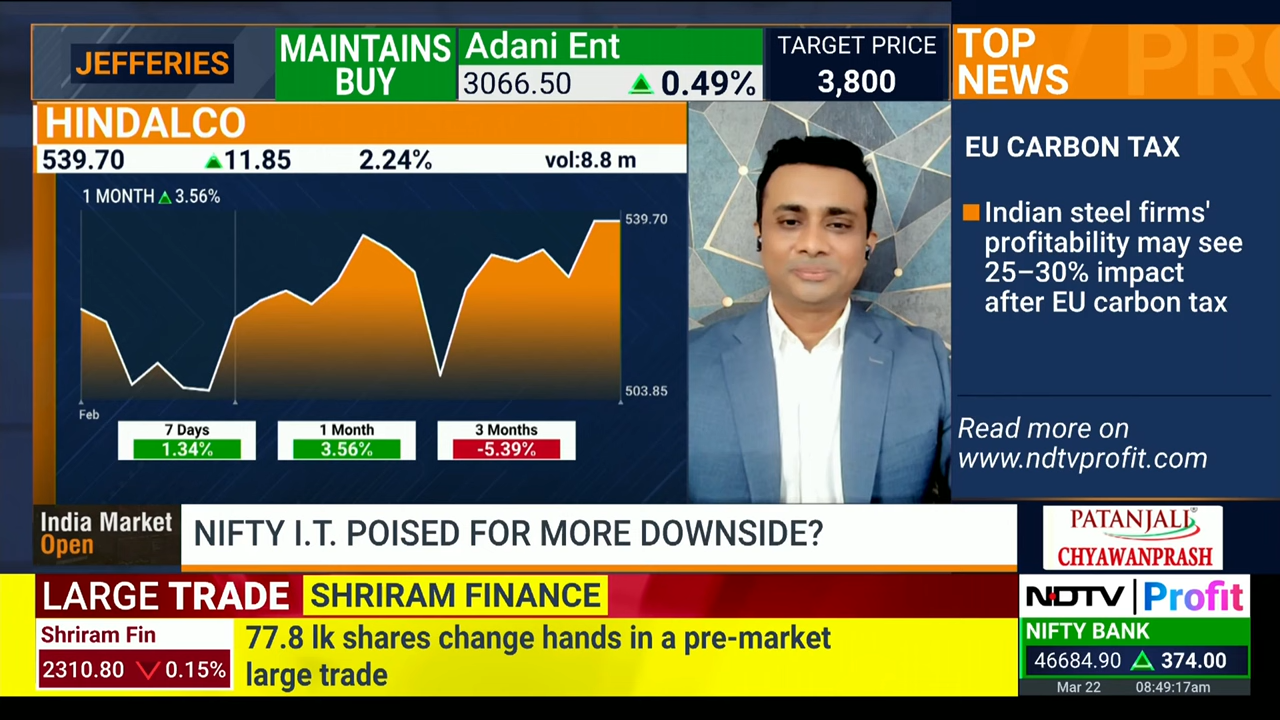 JEFFERIES
MAINTAINS
BUY
Adani Ent
3066.50 ▲ 0.49%
TARGET PRICE
3,800
TOP
NEWS
PRO
HINDALCO
539.70 ▲11.85 2.24% vol:8.8 m
1 MONTH ▲ 3.56%
539.70
503.85
Feb
7 Days
1.34%
1 Month
3.56%
3 Months
-5.39%
EU CARBON TAX
Indian steel firms'
profitability may see
25–30% impact
after EU carbon tax
Read more on
www.ndtvprofit.com
India Market
Open
NIFTY I.T. POISED FOR MORE DOWNSIDE?
PATANJALI
CHYAWANPRASH
LARGE TRADE SHRIRAM FINANCE
Shriram Fin
2310.80 ▽ 0.15%
77.8 lk shares change hands in a pre-market
large trade
NDTV Profit
NIFTY BANK
46684.90 ▲ 374.00
Mar 22 08:49:17am